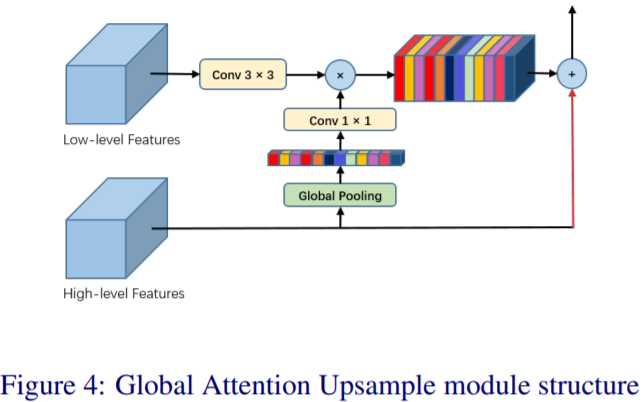 Conv 3 × 3
×
+
Low-level Features
Conv 1 × 1
Global Pooling
High-level Features
Figure 4: Global Attention Upsample module structure